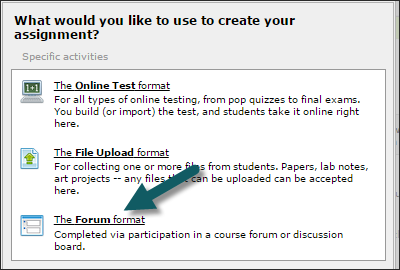 What would you like to use to create your
assignment?
Specific activities
1+1
The Online Test format
For all types of online testing, from pop quizzes to final exams.
You build (or import) the test, and students take it online right
here.
The File Upload format
For collecting one or more files from students. Papers, lab notes,
art projects -- any files that can be uploaded can be accepted
here.
The Forum format
Completed via participation in a course forum or discussion
board.